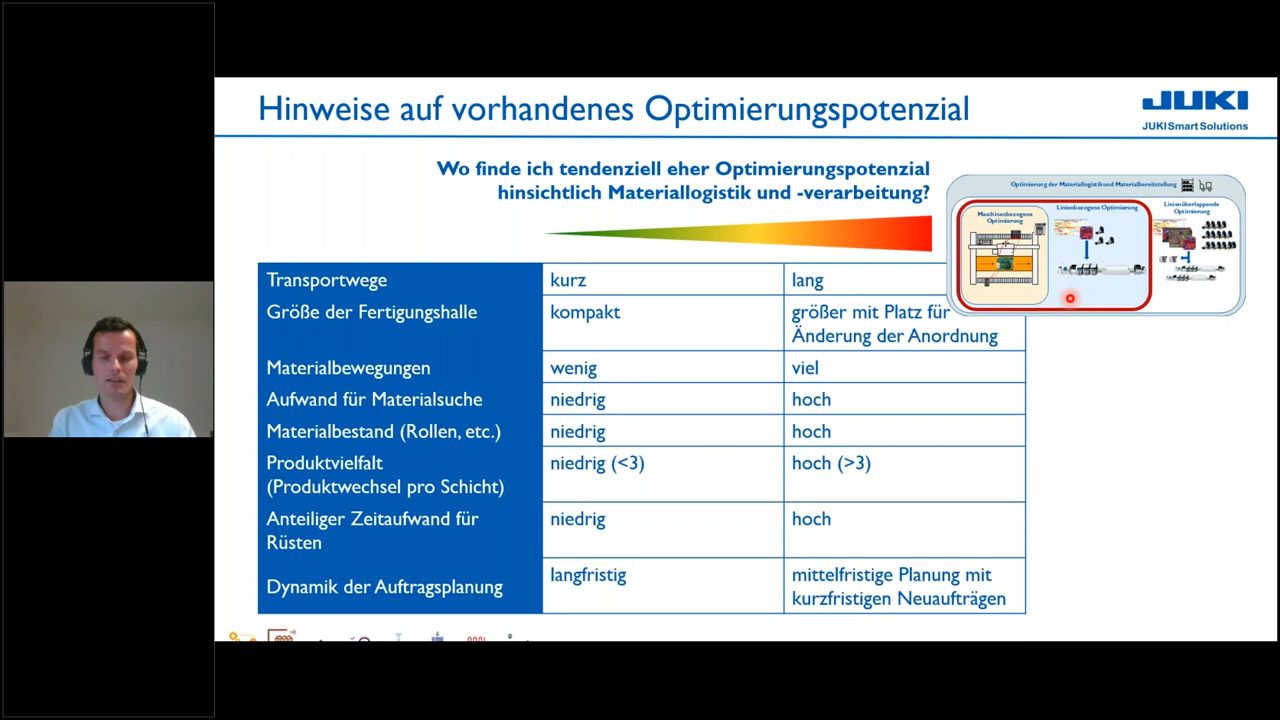 Hinweise auf vorhandenes Optimierungspotenzial
JUKI
JUKI Smart Solutions
Wo finde ich tendenziell eher Optimierungspotenzial
hinsichtlich Materiallogistik und -verarbeitung?
Optimierung der Materiallogistik und Materialbereitstellung
Maschinenbezogene
Optimierung
Linienbezogene Optimierung
Linienüberlappende
Optimierung
Transportwege kurz lang
Größe der Fertigungshalle kompakt größer mit Platz für
Änderung der Anordnung
Materialbewegungen wenig viel
Aufwand für Materialsuche niedrig hoch
Materialbestand (Rollen, etc.) niedrig hoch
Produktvielfalt niedrig (<3) hoch (>3)
(Produktwechsel pro Schicht)
Anteiliger Zeitaufwand für niedrig hoch
Rüsten
Dynamik der Auftragsplanung langfristig mittelfristige Planung mit
kurzfristigen Neuaufträgen